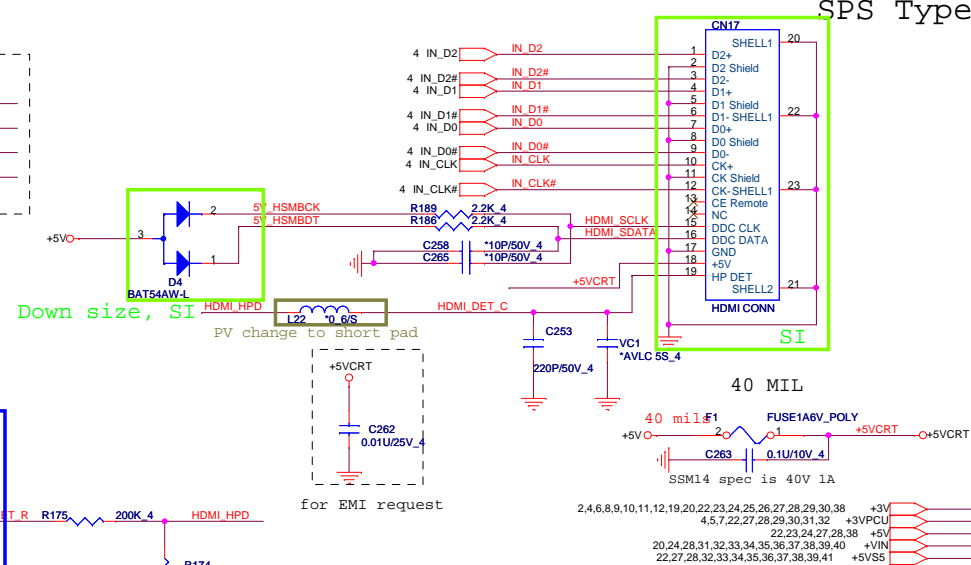 SPS Type
CN17
SHELL1 20
4 IN_D2 IN_D2 1 D2+
2 D2 Shield
4 IN_D2# IN_D2# 3 D2-
4 IN_D1 IN_D1 4 D1+
5 D1 Shield
4 IN_D1# IN_D1# 6 D1- SHELL1 22
4 IN_D0 IN_D0 7 D0+
8 D0 Shield
4 IN_D0# IN_D0# 9 D0-
4 IN_CLK IN_CLK 10 CK+
11 CK Shield
4 IN_CLK# IN_CLK# 12 CK- SHELL1 23
13 CE Remote
14 NC
2 5V_HSMBCK R189 2.2K_4 HDMI_SCLK 15 DDC CLK
1 5V_HSMBDT R186 2.2K_4 HDMI_SDATA 16 DDC DATA
+5V 3
C258 *10P/50V_4 17 GND
C265 *10P/50V_4 18 +5V
+5VCRT 19 HP DET
SHELL2 21
HDMI CONN
D4
BAT54AW-L
Down size, SI
HDMI_HPD L22 *0_6/S HDMI_DET_C
PV change to short pad
C253
220P/50V_4
VC1
*AVLC 5S_4
SI
+5VCRT
C262
0.01U/25V_4
for EMI request
40 MIL
40 mils F1 FUSE1A6V_POLY
+5V 2 1 +5VCRT +5VCRT
C263 0.1U/10V_4
SSM14 spec is 40V 1A
ET_R R175 200K_4 HDMI_HPD
R174
2,4,6,8,9,10,11,12,19,20,22,23,24,25,26,27,28,29,30,38 +3V
4,5,7,22,27,28,29,30,31,32 +3VPCU
22,23,24,27,28,38 +5V
20,24,28,31,32,33,34,35,36,37,38,39,40 +VIN
22,27,28,32,33,34,35,36,37,38,39,41 +5VS5